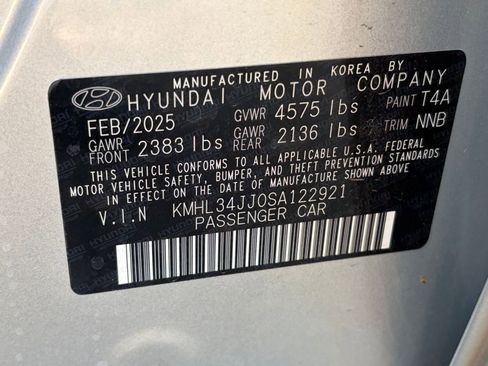 MANUFACTURED IN KOREA BY
HYUNDAI MOTOR COMPANY
FEB/2025 GVWR 4575 lbs PAINT T4A
GAWR FRONT 2383 lbs GAWR REAR 2136 lbs TRIM NNB
THIS VEHICLE CONFORMS TO ALL APPLICABLE U.S.A. FEDERAL
MOTOR VEHICLE SAFETY, BUMPER, AND THEFT PREVENTION STANDARDS
IN EFFECT ON THE DATE OF MANUFACTURE SHOWN ABOVE
V.I.N KMHL34JJ0SA122921
PASSENGER CAR